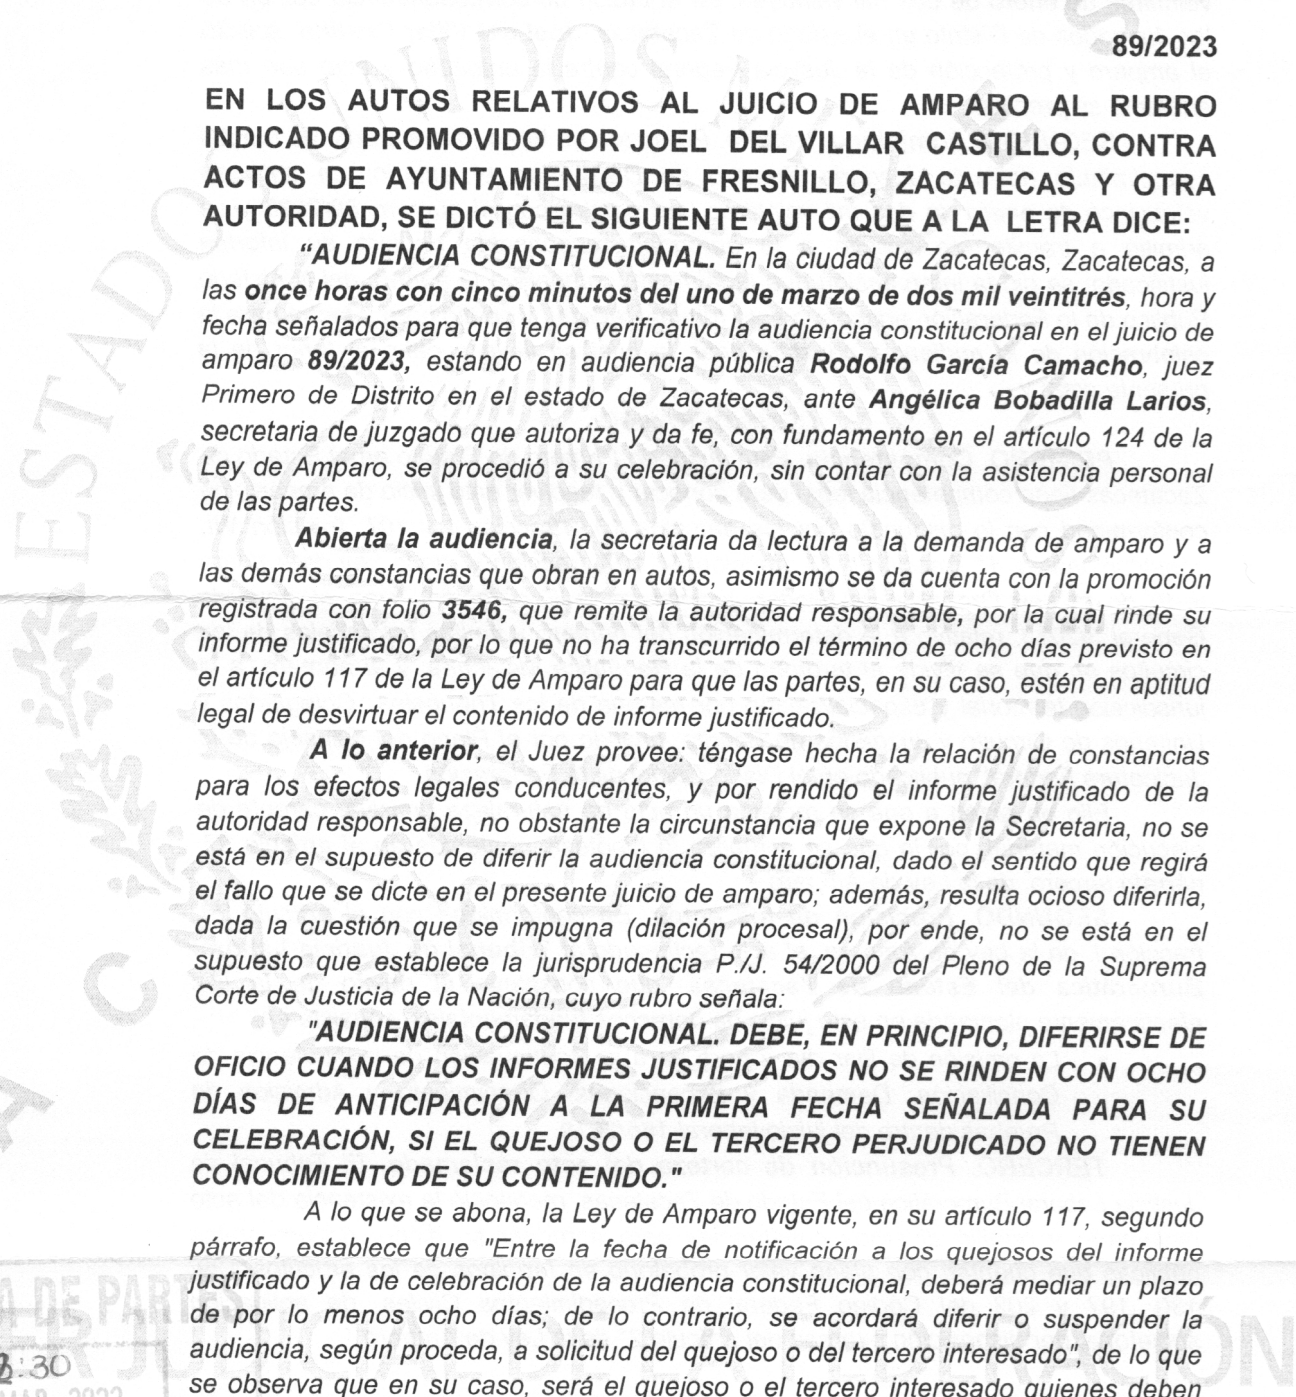 89/2023
EN LOS AUTOS RELATIVOS AL JUICIO DE AMPARO AL RUBRO
INDICADO PROMOVIDO POR JOEL DEL VILLAR CASTILLO, CONTRA
ACTOS DE AYUNTAMIENTO DE FRESNILLO, ZACATECAS Y OTRA
AUTORIDAD, SE DICTÓ EL SIGUIENTE AUTO QUE A LA LETRA DICE:
“AUDIENCIA CONSTITUCIONAL. En la ciudad de Zacatecas, Zacatecas, a
las once horas con cinco minutos del uno de marzo de dos mil veintitrés, hora y
fecha señalados para que tenga verificativo la audiencia constitucional en el juicio de
amparo 89/2023, estando en audiencia pública Rodolfo García Camacho, juez
Primero de Distrito en el estado de Zacatecas, ante Angélica Bobadilla Larios,
secretaria de juzgado que autoriza y da fe, con fundamento en el artículo 124 de la
Ley de Amparo, se procedió a su celebración, sin contar con la asistencia personal
de las partes.
Abierta la audiencia, la secretaria da lectura a la demanda de amparo y a
las demás constancias que obran en autos, asimismo se da cuenta con la promoción
registrada con folio 3546, que remite la autoridad responsable, por la cual rinde su
informe justificado, por lo que no ha transcurrido el término de ocho días previsto en
el artículo 117 de la Ley de Amparo para que las partes, en su caso, estén en aptitud
legal de desvirtuar el contenido de informe justificado.
A lo anterior, el Juez provee: téngase hecha la relación de constancias
para los efectos legales conducentes, y por rendido el informe justificado de la
autoridad responsable, no obstante la circunstancia que expone la Secretaria, no se
está en el supuesto de diferir la audiencia constitucional, dado el sentido que regirá
el fallo que se dicte en el presente juicio de amparo; además, resulta ocioso diferirla,
dada la cuestión que se impugna (dilación procesal), por ende, no se está en el
supuesto que establece la jurisprudencia P./J. 54/2000 del Pleno de la Suprema
Corte de Justicia de la Nación, cuyo rubro señala:
"AUDIENCIA CONSTITUCIONAL. DEBE, EN PRINCIPIO, DIFERIRSE DE
OFICIO CUANDO LOS INFORMES JUSTIFICADOS NO SE RINDEN CON OCHO
DÍAS DE ANTICIPACIÓN A LA PRIMERA FECHA SEÑALADA PARA SU
CELEBRACIÓN, SI EL QUEJOSO O EL TERCERO PERJUDICADO NO TIENEN
CONOCIMIENTO DE SU CONTENIDO."
A lo que se abona, la Ley de Amparo vigente, en su artículo 117, segundo
párrafo, establece que "Entre la fecha de notificación a los quejosos del informe
justificado y la de celebración de la audiencia constitucional, deberá mediar un plazo
de por lo menos ocho días; de lo contrario, se acordará diferir o suspender la
audiencia, según proceda, a solicitud del quejoso o del tercero interesado", de lo que
se observa que en su caso, será el quejoso o el tercero interesado quienes deben